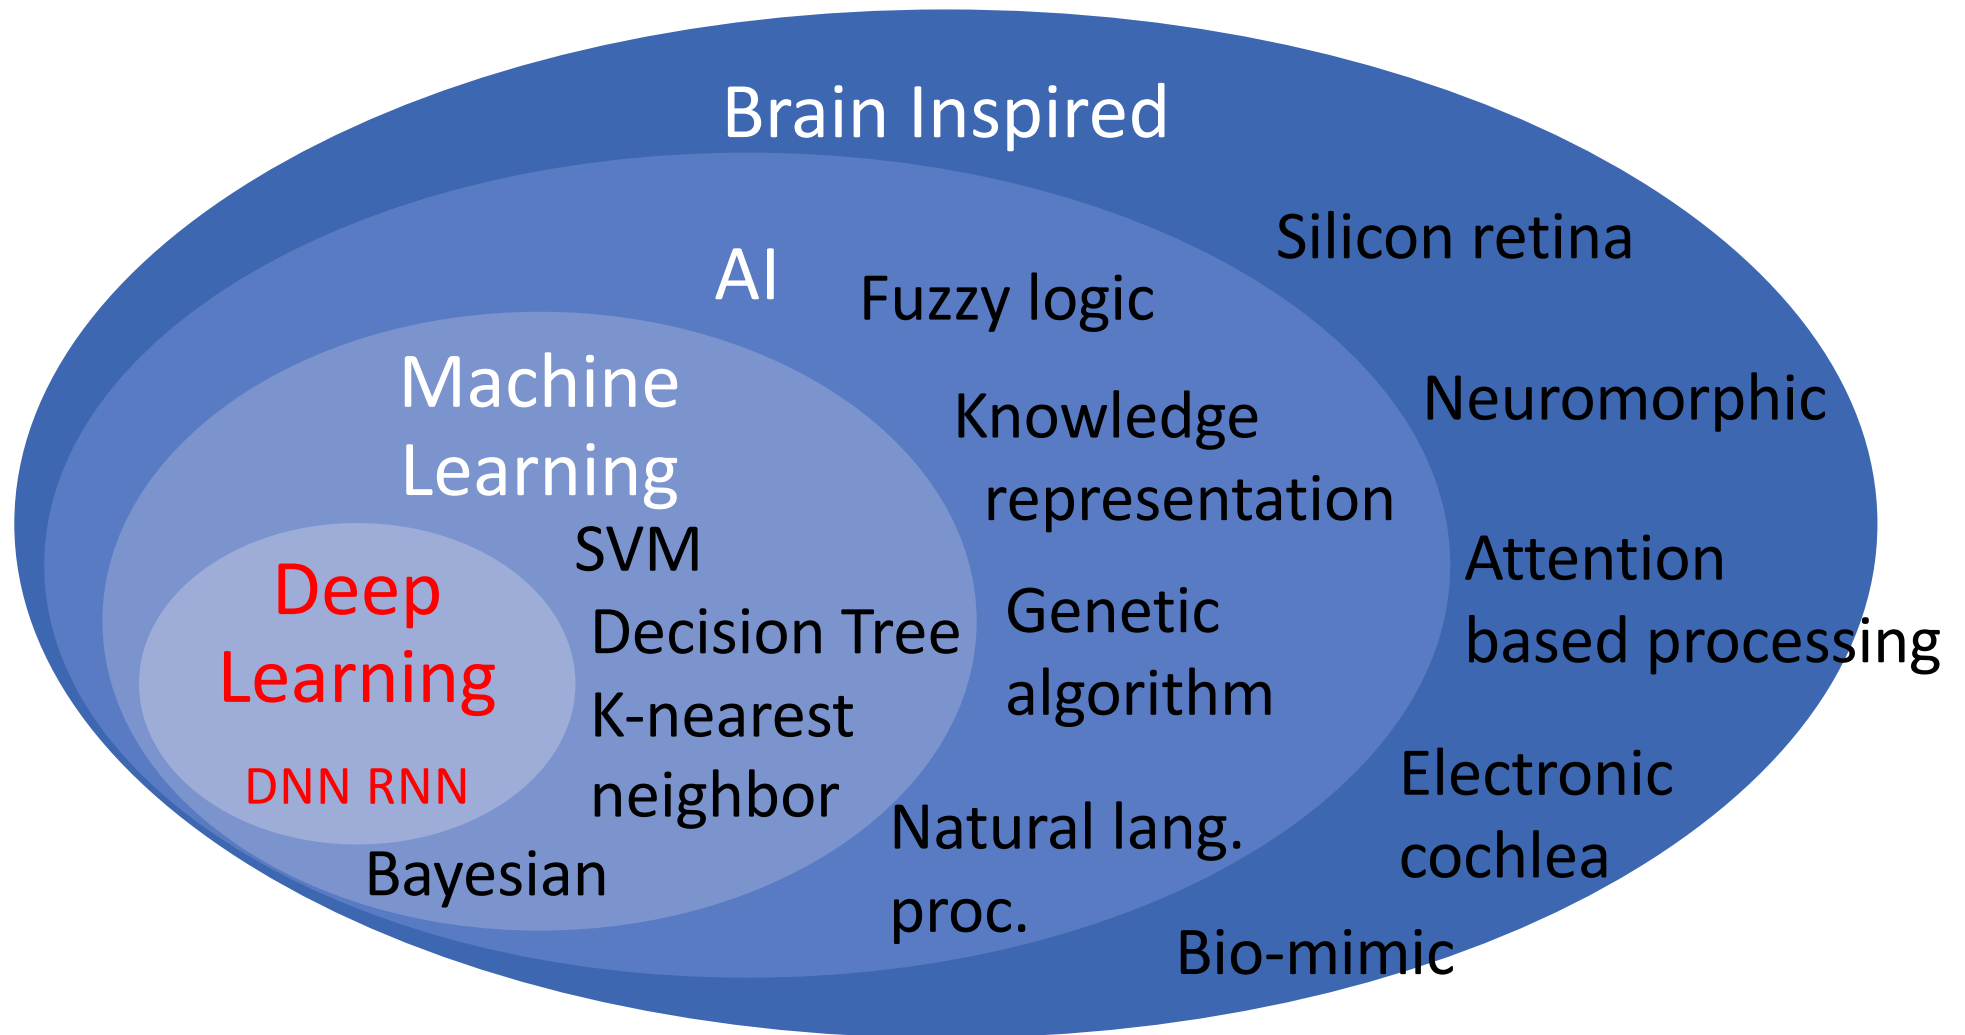 Brain Inspired
Silicon retina
AI
Fuzzy logic
Machine
Learning
Knowledge
representation
Neuromorphic
SVM
Decision Tree
K-nearest
neighbor
Deep
Learning
DNN RNN
Bayesian
Genetic
algorithm
Attention
based processing
Natural lang.
proc.
Electronic
cochlea
Bio-mimic